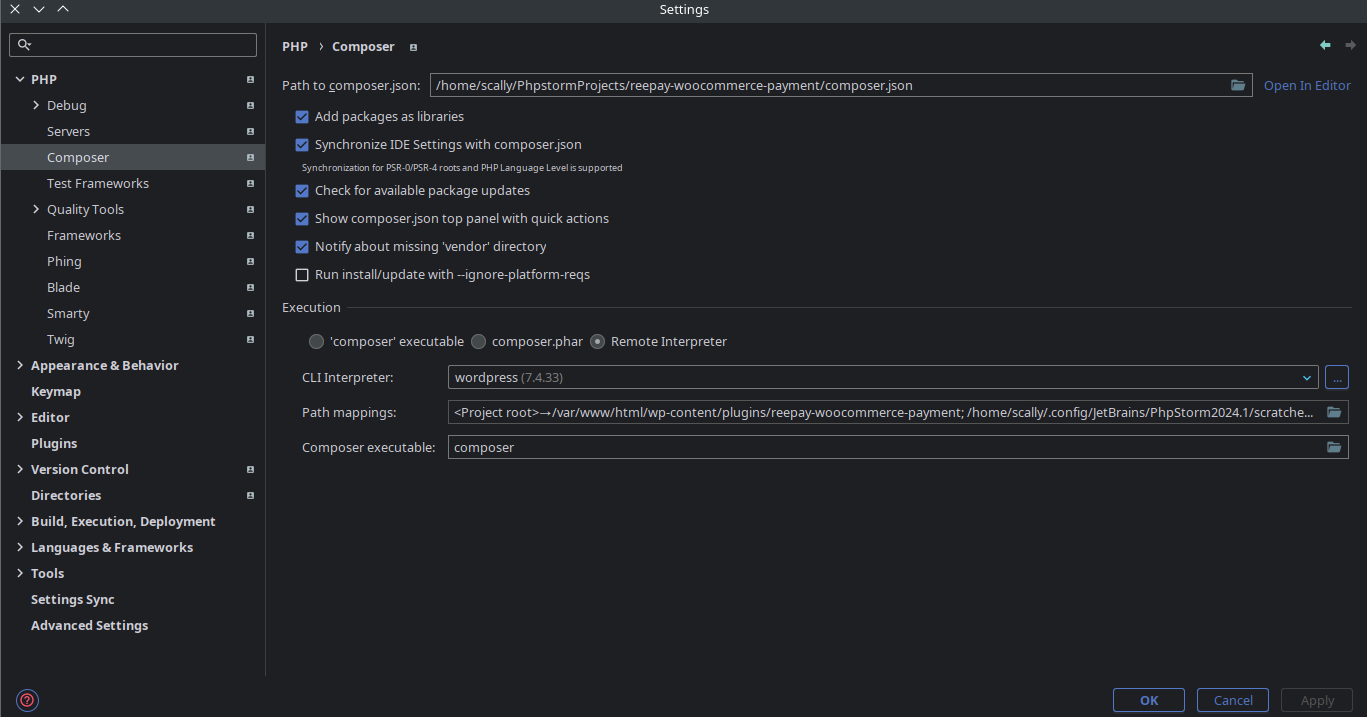 Settings
PHP › Composer
Path to composer.json: /home/scally/PhpstormProjects/reepay-woocommerce-payment/composer.json Open In Editor
Add packages as libraries
Synchronize IDE Settings with composer.json
Synchronization for PSR-0/PSR-4 roots and PHP Language Level is supported
Check for available package updates
Show composer.json top panel with quick actions
Notify about missing 'vendor' directory
Run install/update with --ignore-platform-reqs
Execution
'composer' executable composer.phar Remote Interpreter
CLI Interpreter: wordpress (7.4.33) ...
Path mappings: <Project root>→/var/www/html/wp-content/plugins/reepay-woocommerce-payment; /home/scally/.config/JetBrains/PhpStorm2024.1/scratche...
Composer executable: composer
PHP
Debug
Servers
Composer
Test Frameworks
Quality Tools
Frameworks
Phing
Blade
Smarty
Twig
Appearance & Behavior
Keymap
Editor
Plugins
Version Control
Directories
Build, Execution, Deployment
Languages & Frameworks
Tools
Settings Sync
Advanced Settings
?
OK Cancel Apply